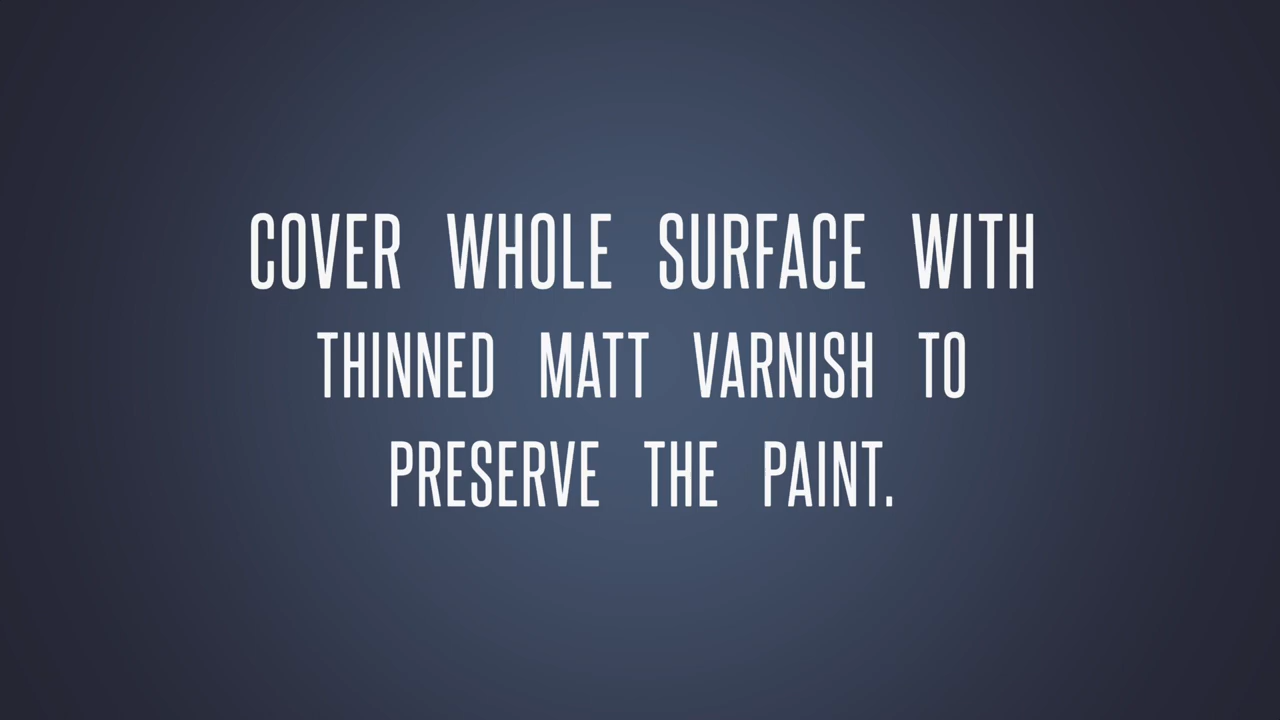 COVER WHOLE SURFACE WITH
THINNED MATT VARNISH TO
PRESERVE THE PAINT.